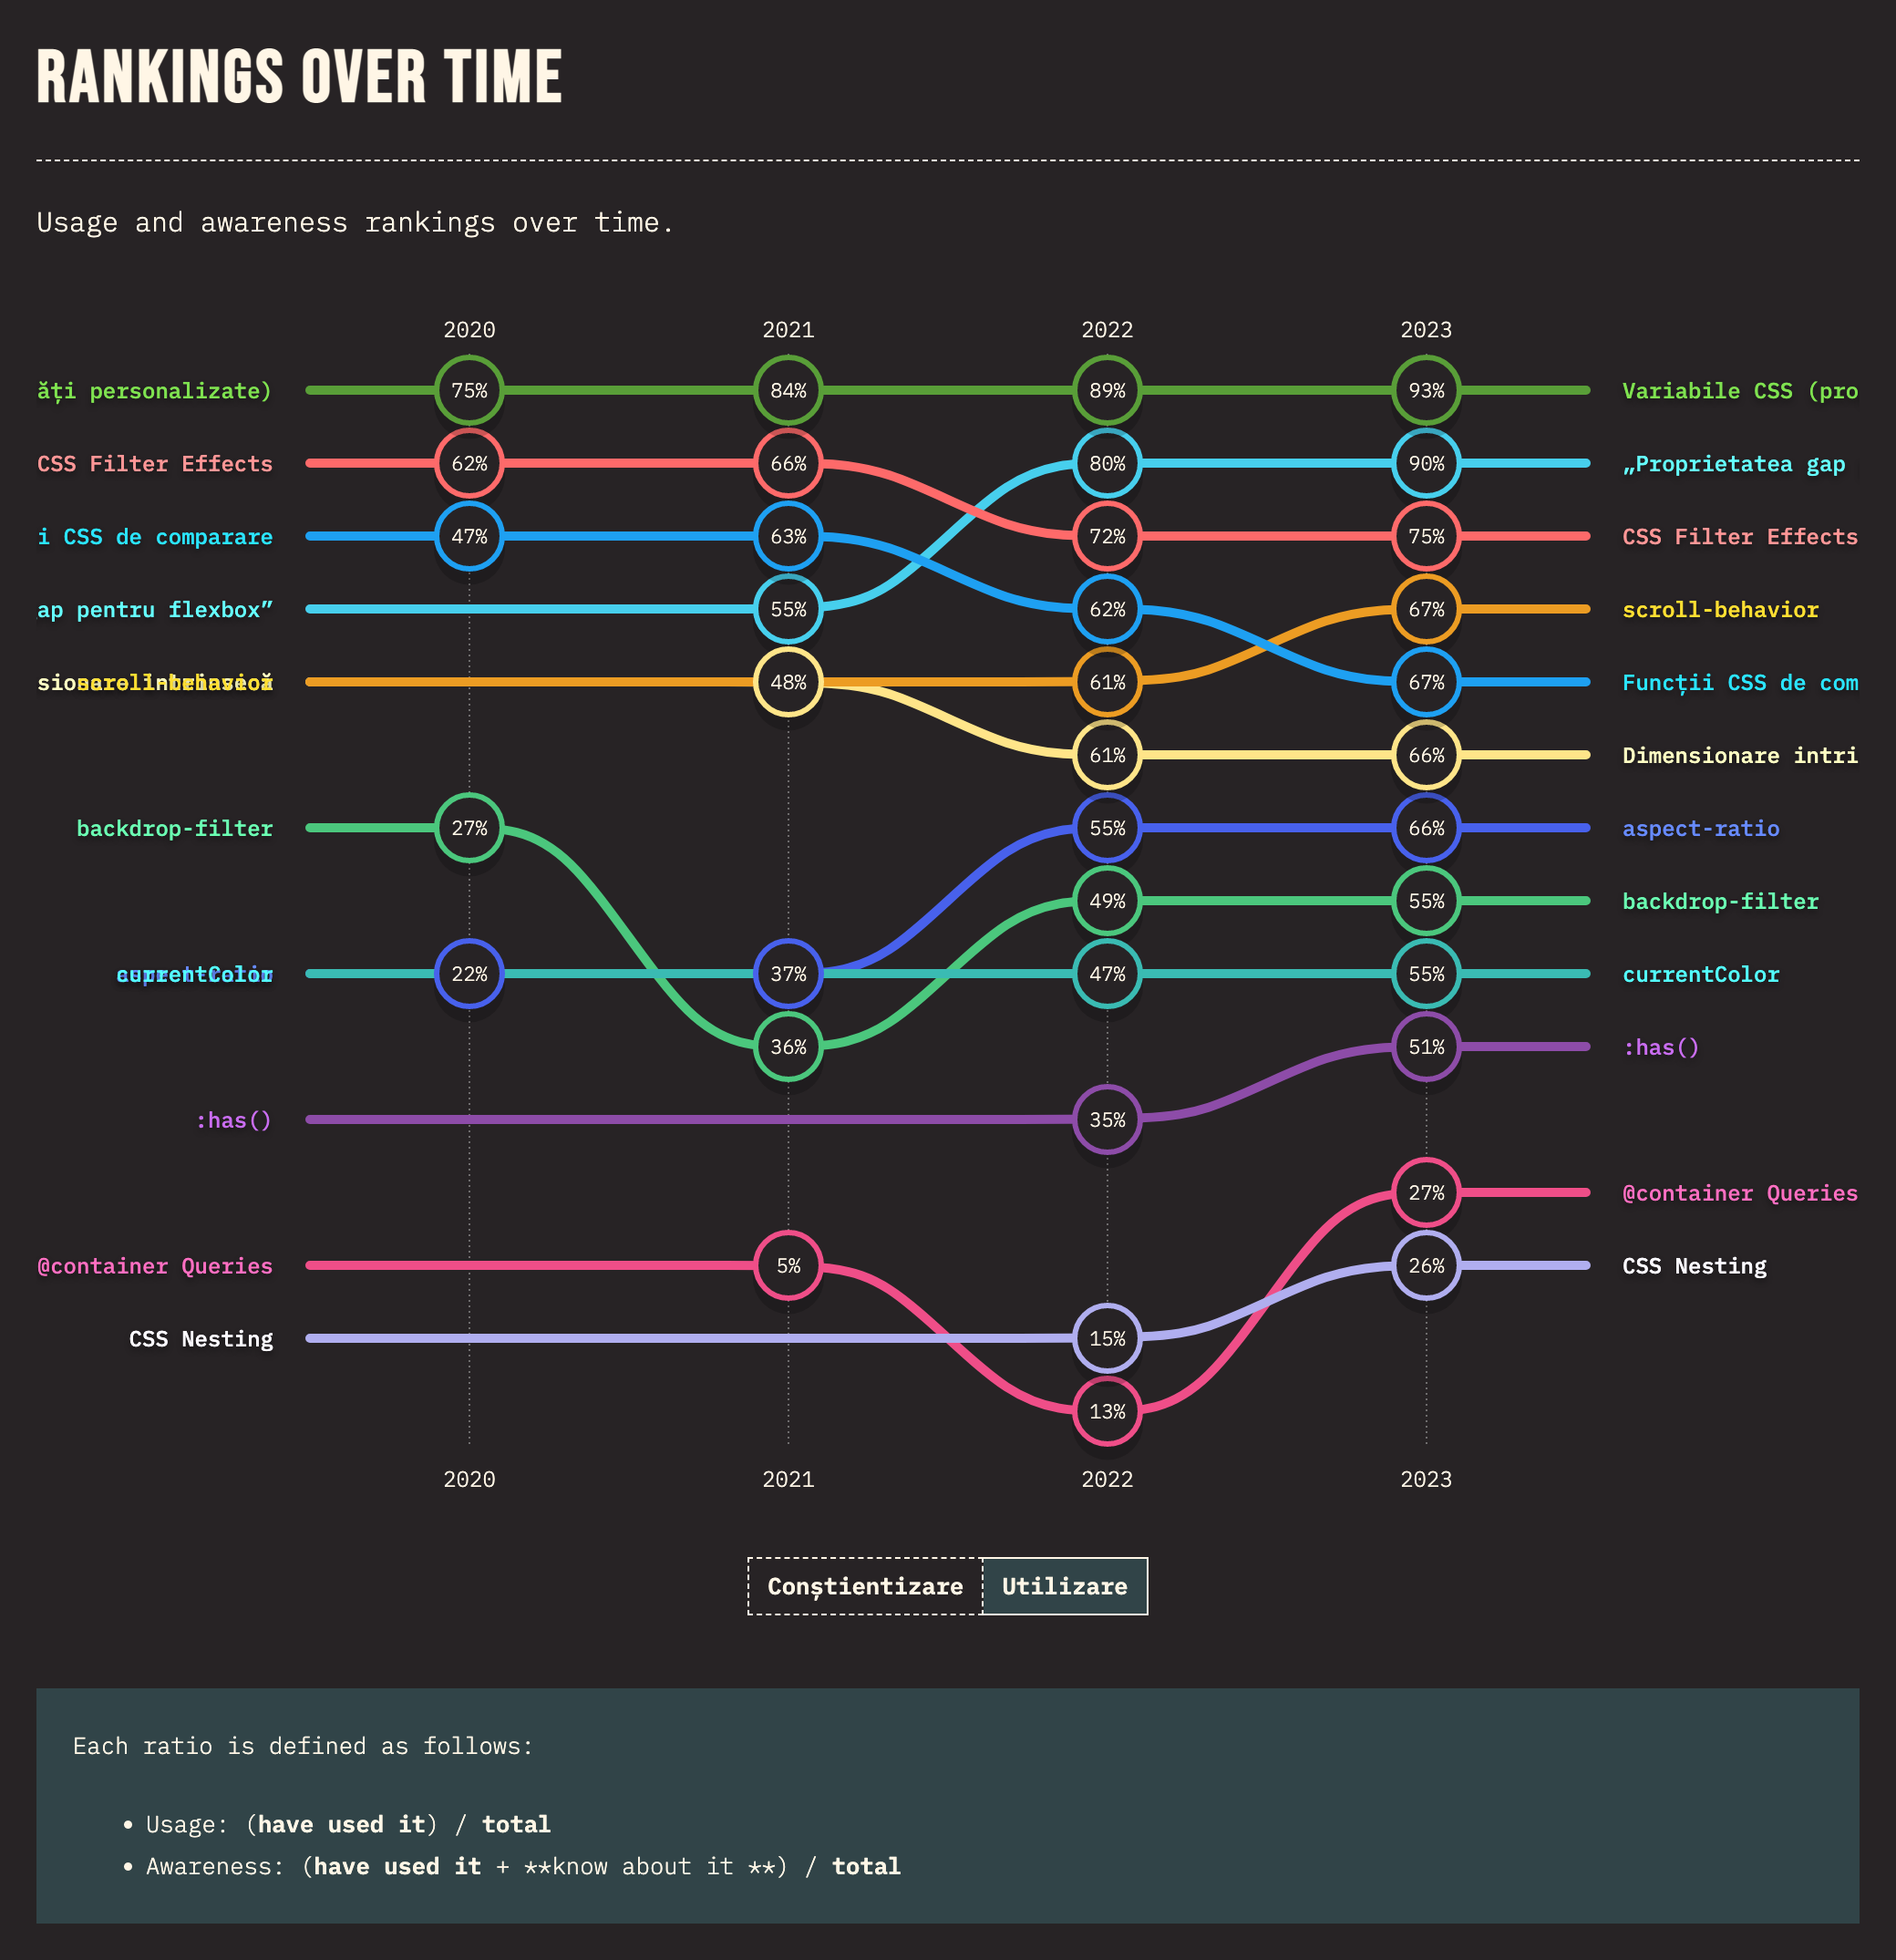 RANKINGS OVER TIME
Usage and awareness rankings over time.
2020 2021 2022 2023
ăți personalizate) 75% 84% 89% 93% Variabile CSS (pro
CSS Filter Effects 62% 66% 80% 90% „Proprietatea gap
i CSS de comparare 47% 63% 72% 75% CSS Filter Effects
ap pentru flexbox” 55% 62% 67% scroll-behavior
48% 61% 67% Funcții CSS de com
61% 66% Dimensionare intri
backdrop-filter 27% 55% 66% aspect-ratio
49% 55% backdrop-filter
currentColor 22% 37% 47% 55% currentColor
36% 51% :has()
:has() 35%
27% @container Queries
@container Queries 5% 26% CSS Nesting
CSS Nesting 15%
13%
2020 2021 2022 2023
Conștientizare Utilizare
Each ratio is defined as follows:
• Usage: (have used it) / total
• Awareness: (have used it + **know about it **) / total